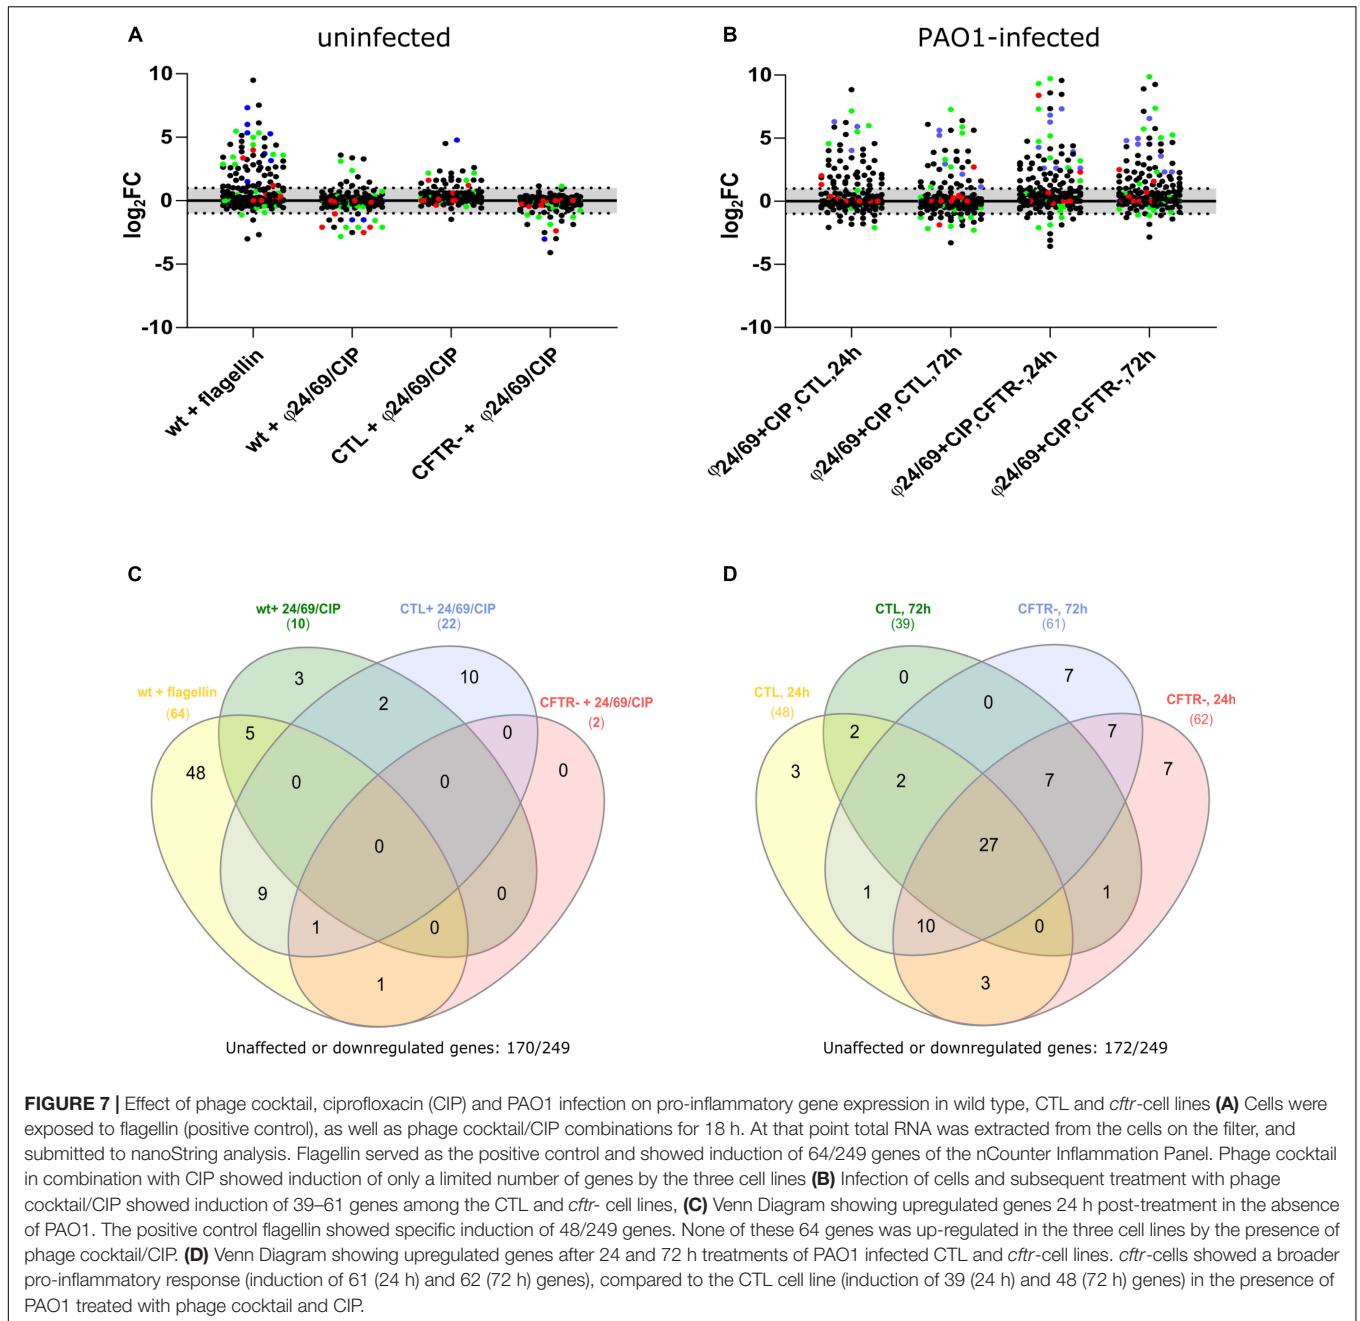 A
uninfected
10
5
0
-5
-10
log2FC
wt + flagellin
wt + φ24/69/CIP
CTL + φ24/69/CIP
CFTR- + φ24/69/CIP
B
PAO1-infected
10
5
0
-5
-10
log2FC
φ24/69+CIP,CTL,24h
φ24/69+CIP,CTL,72h
φ24/69+CIP,CFTR-,24h
φ24/69+CIP,CFTR-,72h
C
wt+ 24/69/CIP
(10)
CTL+ 24/69/CIP
(22)
wt + flagellin
(64)
CFTR- + 24/69/CIP
(2)
3
10
2
5
0
48
0
0
0
0
9
0
1
0
1
Unaffected or downregulated genes: 170/249
D
CTL, 72h
(39)
CFTR-, 72h
(61)
CTL, 24h
(48)
CFTR-, 24h
(62)
0
7
0
2
7
3
2
7
7
27
1
1
10
0
3
Unaffected or downregulated genes: 172/249
FIGURE 7 | Effect of phage cocktail, ciprofloxacin (CIP) and PAO1 infection on pro-inflammatory gene expression in wild type, CTL and cftr-cell lines (A) Cells were
exposed to flagellin (positive control), as well as phage cocktail/CIP combinations for 18 h. At that point total RNA was extracted from the cells on the filter, and
submitted to nanoString analysis. Flagellin served as the positive control and showed induction of 64/249 genes of the nCounter Inflammation Panel. Phage cocktail
in combination with CIP showed induction of only a limited number of genes by the three cell lines (B) Infection of cells and subsequent treatment with phage
cocktail/CIP showed induction of 39–61 genes among the CTL and cftr- cell lines, (C) Venn Diagram showing upregulated genes 24 h post-treatment in the absence
of PAO1. The positive control flagellin showed specific induction of 48/249 genes. None of these 64 genes was up-regulated in the three cell lines by the presence of
phage cocktail/CIP. (D) Venn Diagram showing upregulated genes after 24 and 72 h treatments of PAO1 infected CTL and cftr-cell lines. cftr-cells showed a broader
pro-inflammatory response (induction of 61 (24 h) and 62 (72 h) genes), compared to the CTL cell line (induction of 39 (24 h) and 48 (72 h) genes) in the presence of
PAO1 treated with phage cocktail and CIP.